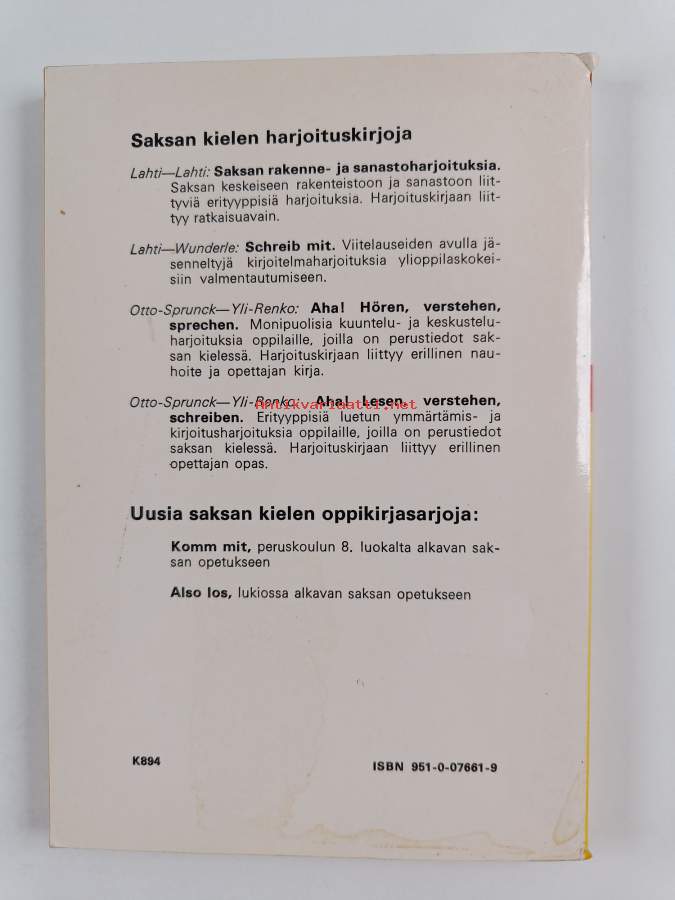 Saksan kielen harjoituskirjoja
Lahti—Lahti: Saksan rakenne- ja sanastoharjoituksia.
Saksan keskeiseen rakenteistoon ja sanastoon liit-
tyviä erityyppisiä harjoituksia. Harjoituskirjaan liit-
tyy ratkaisuavain.
Lahti—Wunderle: Schreib mit. Viitelauseiden avulla jä-
senneltyjä kirjoitelmaharjoituksia ylioppilaskokei-
siin valmentautumiseen.
Otto-Sprunck—Yli-Renko: Aha! Hören, verstehen,
sprechen. Monipuolisia kuuntelu- ja keskustelu-
harjoituksia oppilaille, joilla on perustiedot sak-
san kielessä. Harjoituskirjaan liittyy erillinen nau-
hoite ja opettajan kirja.
Otto-Sprunck—Yli-Renko: Aha! Lesen, verstehen,
Antikvariaatti.net
schreiben. Erityyppisiä luetun ymmärtämis- ja
kirjoitusharjoituksia oppilaille, joilla on perustiedot
saksan kielessä. Harjoituskirjaan liittyy erillinen
opettajan opas.
Uusia saksan kielen oppikirjasarjoja:
Komm mit, peruskoulun 8. luokalta alkavan sak-
san opetukseen
Also los, lukiossa alkavan saksan opetukseen
K894
ISBN 951-0-07661-9